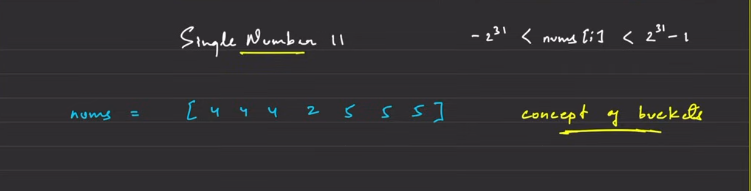 Single Number II -2³¹ < nums[i] < 2³¹-1
nums = [ 4 4 4 2 5 5 5 ] concept of buckets